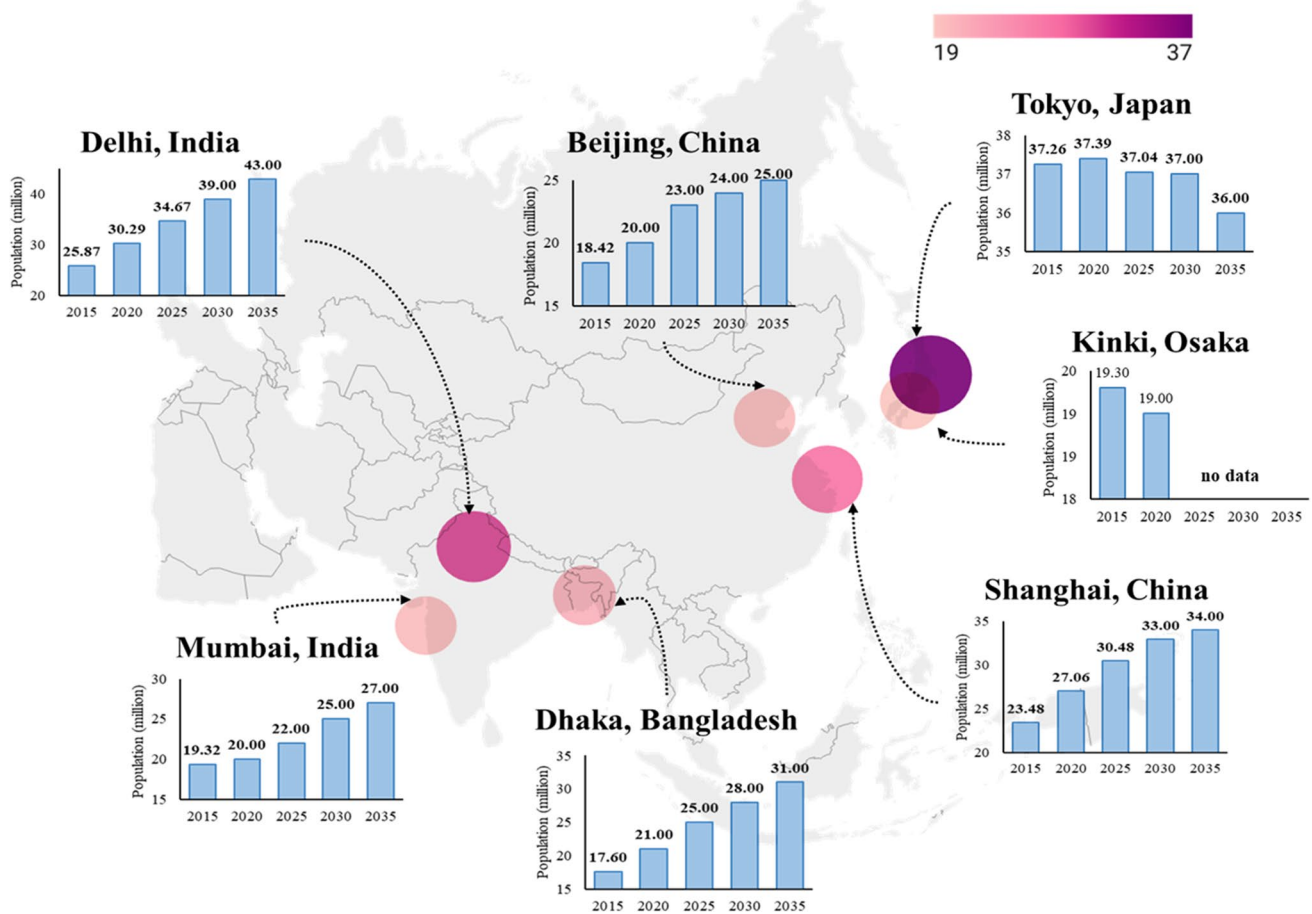 19 37
Tokyo, Japan
Population (million)
38
37
36
35
37.26 37.39 37.04 37.00 36.00
2015 2020 2025 2030 2035
Delhi, India
Population (million)
40
30
20
25.87 30.29 34.67 39.00 43.00
2015 2020 2025 2030 2035
Beijing, China
Population (million)
25
20
15
18.42 20.00 23.00 24.00 25.00
2015 2020 2025 2030 2035
Kinki, Osaka
Population (million)
20
19
19
18
19.30 19.00
no data
2015 2020 2025 2030 2035
Shanghai, China
Population (million)
35
30
25
20
23.48 27.06 30.48 33.00 34.00
2015 2020 2025 2030 2035
Mumbai, India
Population (million)
30
25
20
15
19.32 20.00 22.00 25.00 27.00
2015 2020 2025 2030 2035
Dhaka, Bangladesh
Population (million)
35
30
25
20
15
17.60 21.00 25.00 28.00 31.00
2015 2020 2025 2030 2035